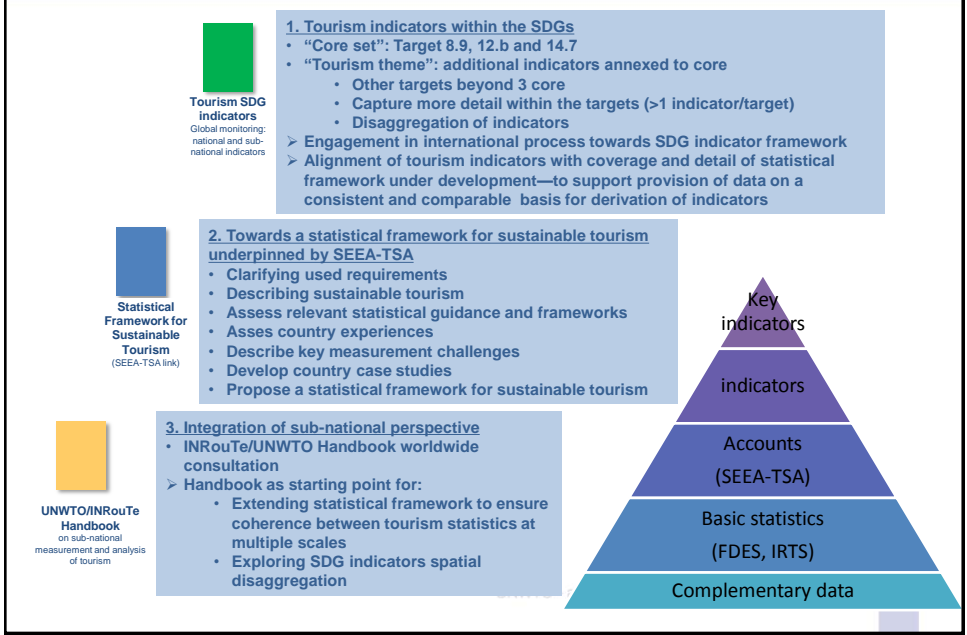 1. Tourism indicators within the SDGs
• “Core set”: Target 8.9, 12.b and 14.7
• “Tourism theme”: additional indicators annexed to core
• Other targets beyond 3 core
• Capture more detail within the targets (>1 indicator/target)
• Disaggregation of indicators
➢ Engagement in international process towards SDG indicator framework
➢ Alignment of tourism indicators with coverage and detail of statistical
framework under development—to support provision of data on a
consistent and comparable basis for derivation of indicators
Tourism SDG
indicators
Global monitoring:
national and sub-
national indicators
2. Towards a statistical framework for sustainable tourism
underpinned by SEEA-TSA
• Clarifying used requirements
• Describing sustainable tourism
• Assess relevant statistical guidance and frameworks
• Asses country experiences
• Describe key measurement challenges
• Develop country case studies
• Propose a statistical framework for sustainable tourism
Statistical
Framework for
Sustainable
Tourism
(SEEA-TSA link)
3. Integration of sub-national perspective
• INRouTe/UNWTO Handbook worldwide
consultation
➢ Handbook as starting point for:
• Extending statistical framework to ensure
coherence between tourism statistics at
multiple scales
• Exploring SDG indicators spatial
disaggregation
UNWTO/INRouTe
Handbook
on sub-national
measurement and analysis
of tourism
Key
indicators
indicators
Accounts
(SEEA-TSA)
Basic statistics
(FDES, IRTS)
Complementary data